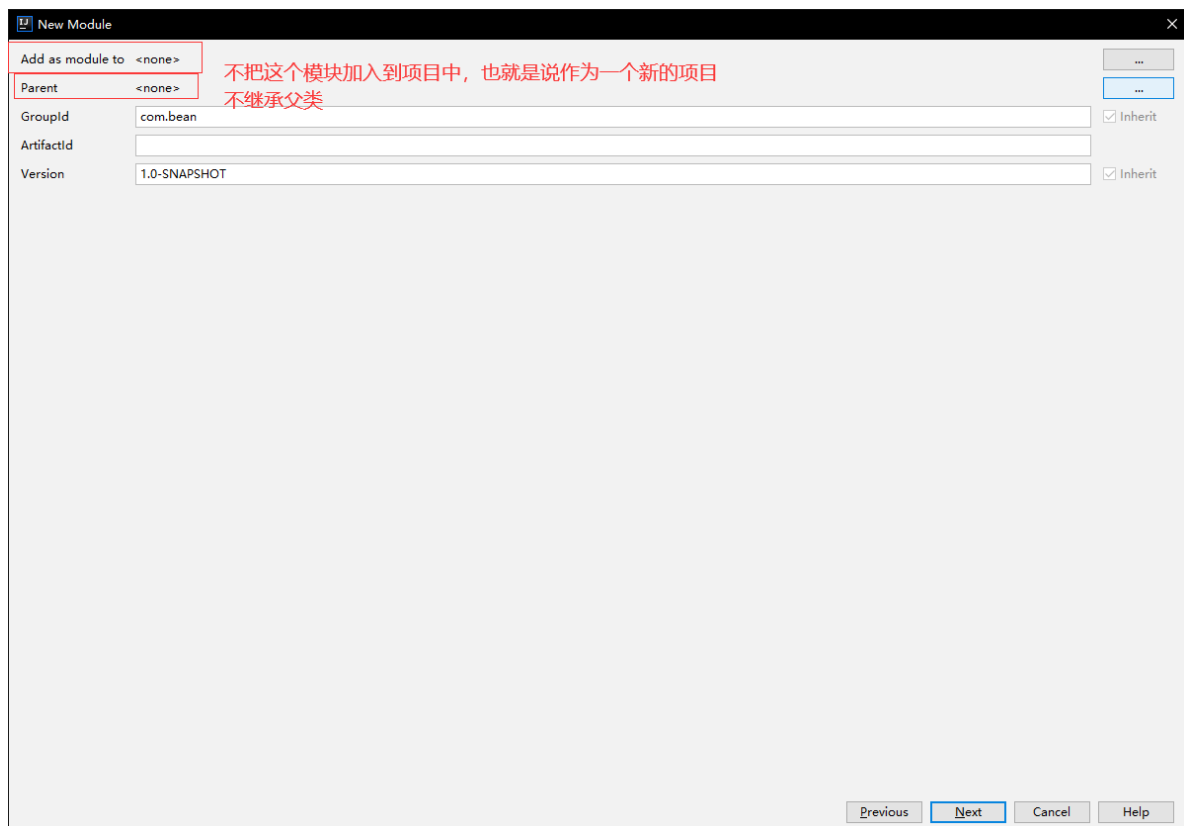 New Module
Add as module to <none>
...
不把这个模块加入到项目中，也就是说作为一个新的项目
Parent <none>
...
不继承父类
GroupId com.bean Inherit
ArtifactId
Version 1.0-SNAPSHOT Inherit
Previous Next Cancel Help